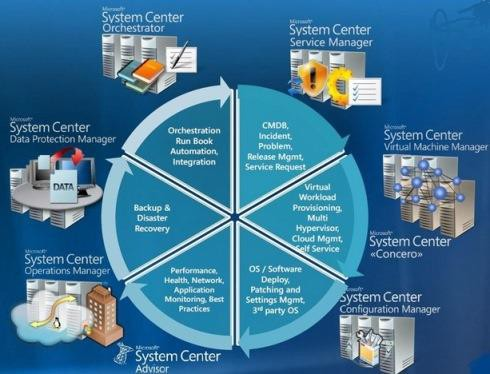 Microsoft®
System Center
Orchestrator
Microsoft®
System Center
Service Manager
Microsoft®
System Center
Data Protection Manager
Microsoft®
System Center
Virtual Machine Manager
Orchestration
Run Book
Automation,
Integration
CMDB,
Incident,
Problem,
Release Mgmt,
Service Request
DATA
Backup &
Disaster
Recovery
Virtual
Workload
Provisioning,
Multi
Hypervisor,
Cloud Mgmt,
Self Service
Microsoft®
System Center
«Concero»
Microsoft®
System Center
Operations Manager
Performance,
Health, Network,
Application
Monitoring, Best
Practices
OS / Software
Deploy,
Patching and
Settings Mgmt,
3rd party OS
Microsoft®
System Center
Configuration Manager
Microsoft®
System Center
Advisor